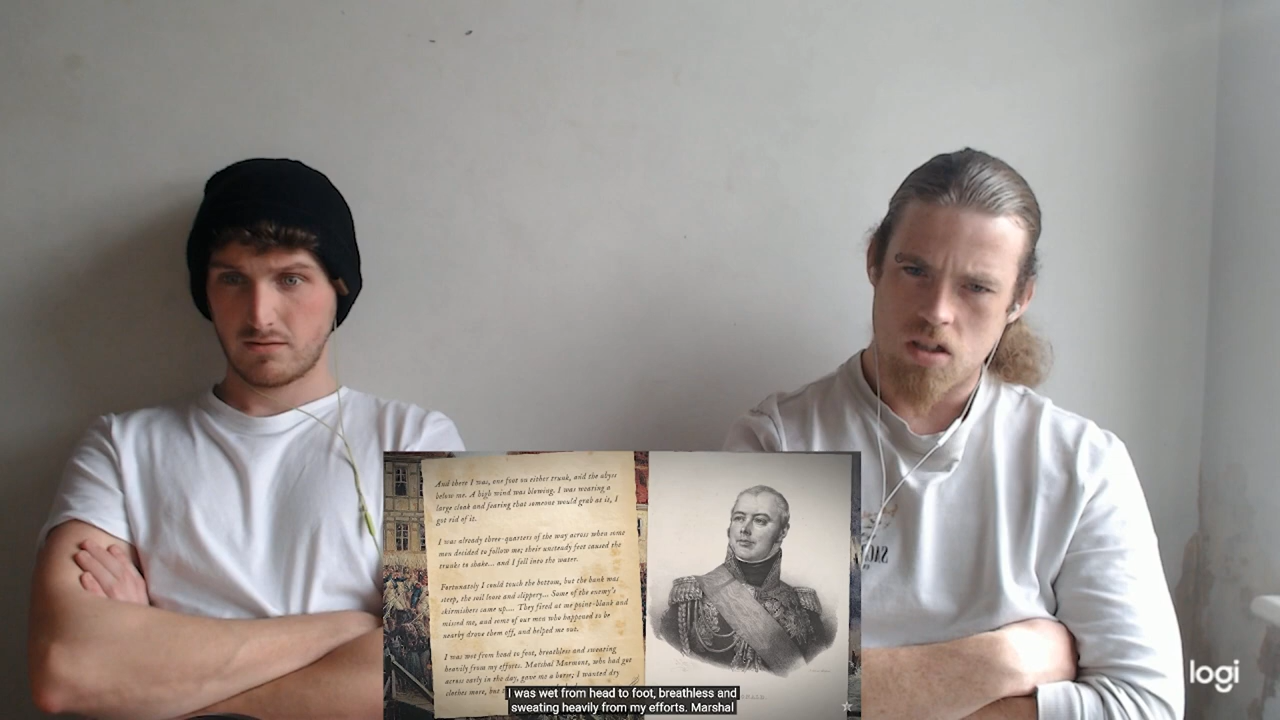 And there I was, one foot on either trunk, and the abyss
below me. A high wind was blowing. I was wearing a
large cloak and fearing that someone would grab at it, I
got rid of it.
I was already three-quarters of the way across when some
men decided to follow me; their unsteady feet caused the
trunks to shake... and I fell into the water.
Fortunately I could touch the bottom, but the bank was
steep, the soil loose and slippery... Some of the enemy's
skirmishers came up.... They fired at me point-blank and
missed me, and some of our men who happened to be
nearby drove them off, and helped me out.
I was wet from head to foot, breathless and sweating
heavily from my efforts. Marshal Marmont, who had got
across early in the day, gave me a horse; I wanted dry
clothes more, but
I was wet from head to foot, breathless and
sweating heavily from my efforts. Marshal
logi